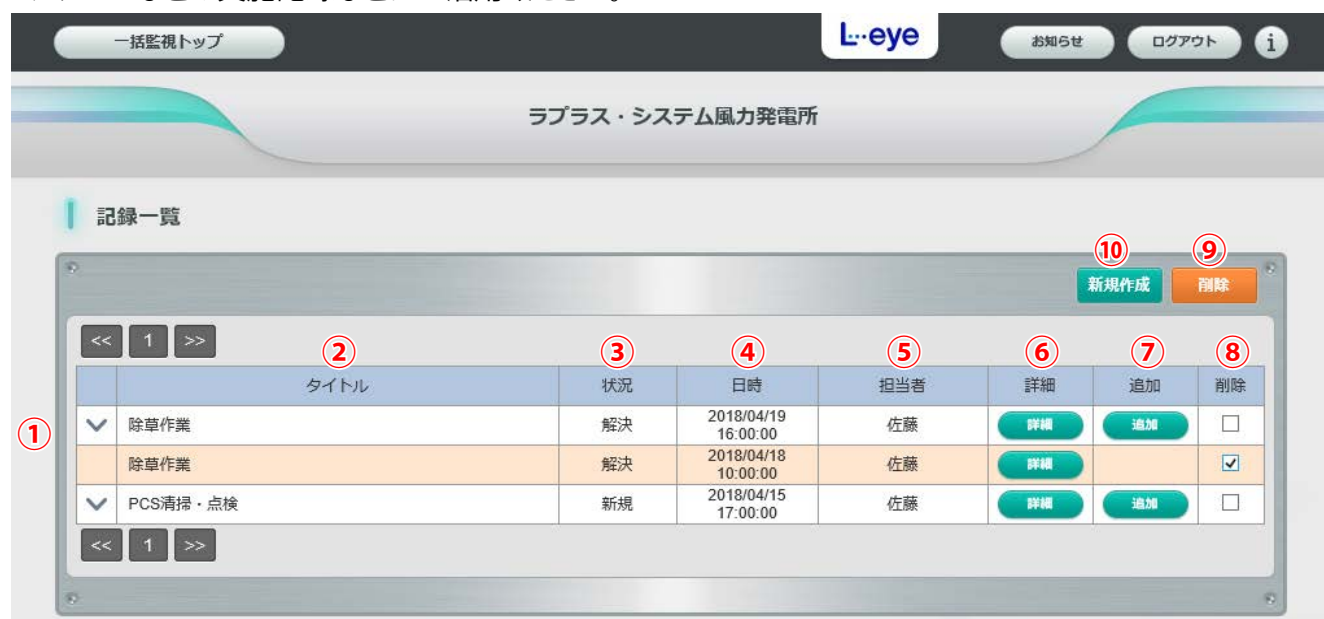 一括監視トップ L・・eye お知らせ ログアウト i
ラプラス・システム風力発電所
記録一覧
⑩ ⑨
新規作成 削除
<< 1 >>
② ③ ④ ⑤ ⑥ ⑦ ⑧
タイトル 状況 日時 担当者 詳細 追加 削除
①
除草作業 解決 2018/04/19 16:00:00 佐藤 詳細 追加
除草作業 解決 2018/04/18 10:00:00 佐藤 詳細
PCS清掃・点検 新規 2018/04/15 17:00:00 佐藤 詳細 追加
<< 1 >>